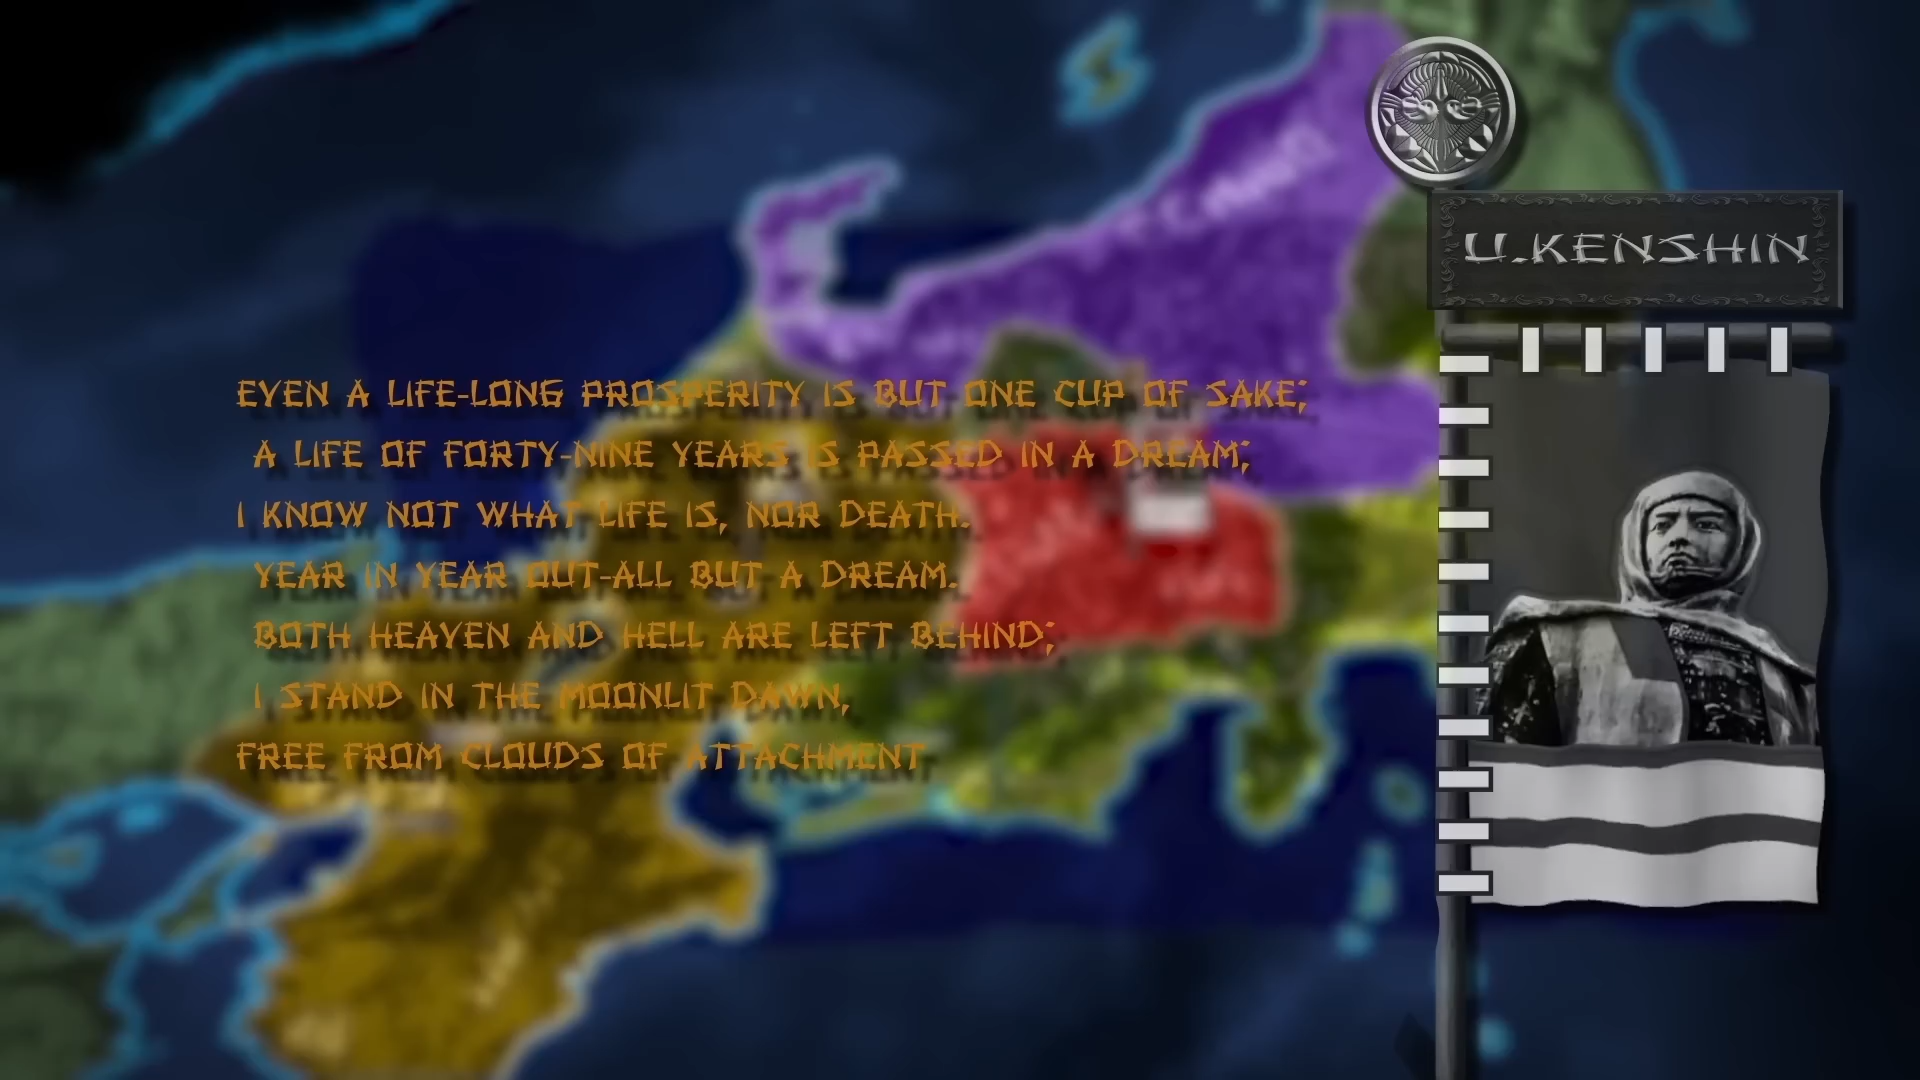 U.KENSHIN
EVEN A LIFE-LONG PROSPERITY IS BUT ONE CUP OF SAKE;
A LIFE OF FORTY-NINE YEARS IS PASSED IN A DREAM;
I KNOW NOT WHAT LIFE IS, NOR DEATH.
YEAR IN YEAR OUT-ALL BUT A DREAM.
BOTH HEAVEN AND HELL ARE LEFT BEHIND;
I STAND IN THE MOONLIT DAWN,
FREE FROM CLOUDS OF ATTACHMENT